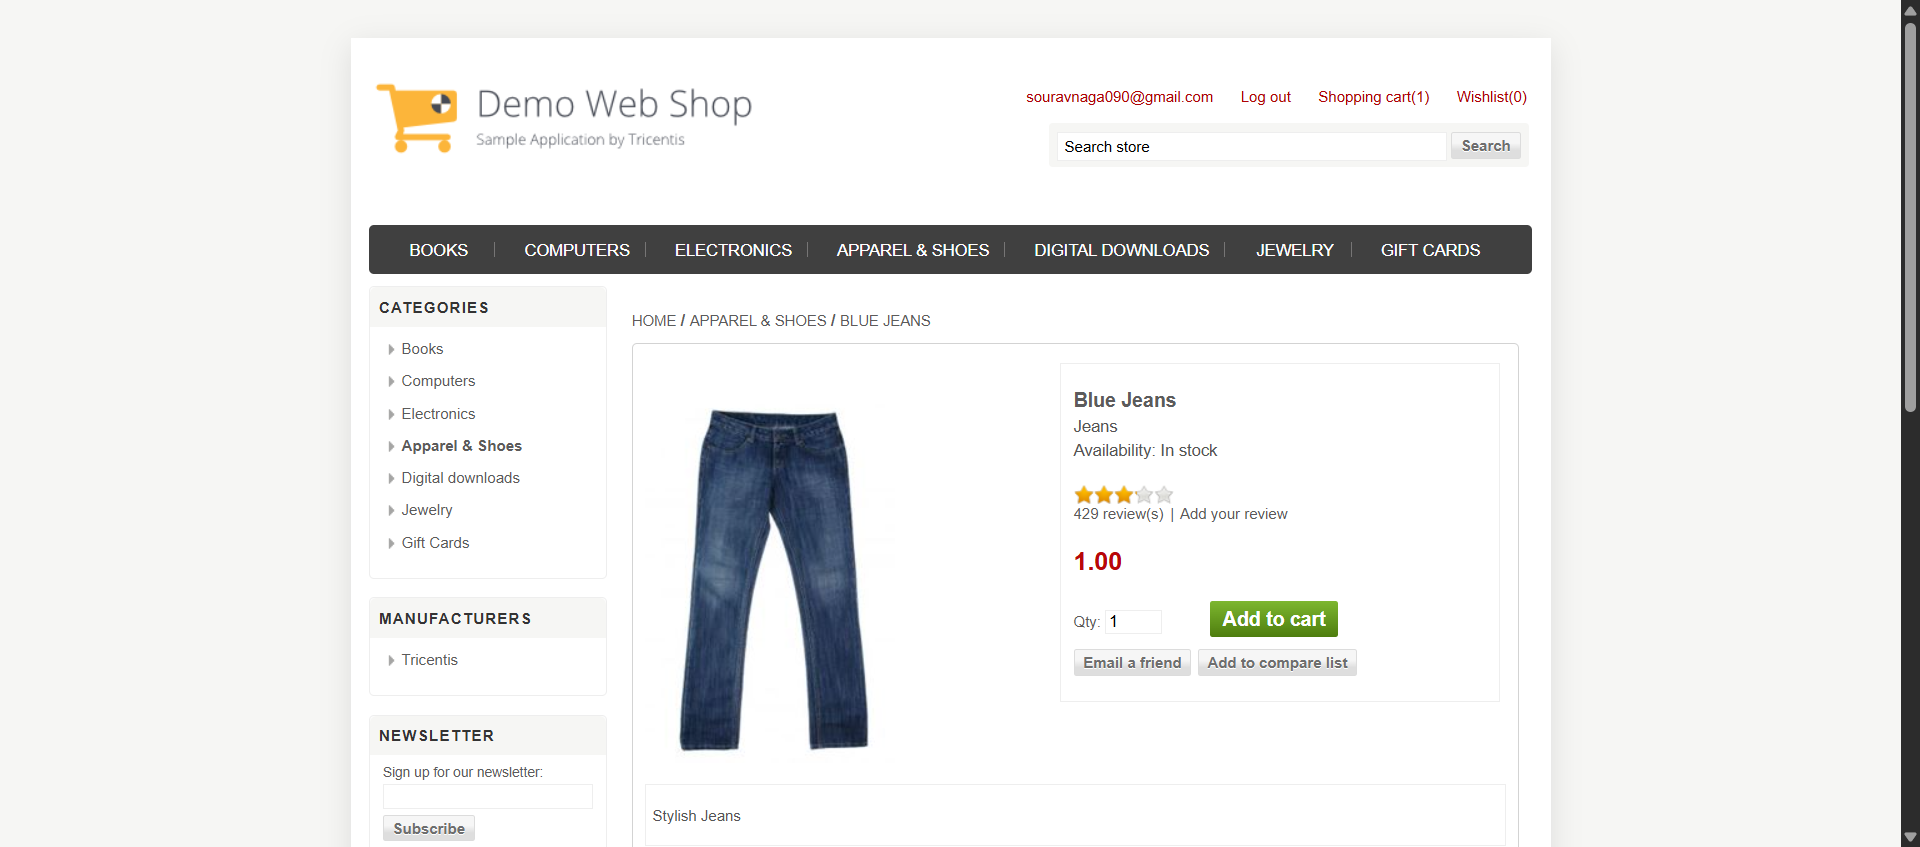 Demo Web Shop
Sample Application by Tricentis
souravnaga090@gmail.com Log out Shopping cart(1) Wishlist(0)
Search store Search
BOOKS COMPUTERS ELECTRONICS APPAREL & SHOES DIGITAL DOWNLOADS JEWELRY GIFT CARDS
CATEGORIES
Books
Computers
Electronics
Apparel & Shoes
Digital downloads
Jewelry
Gift Cards
MANUFACTURERS
Tricentis
NEWSLETTER
Sign up for our newsletter:
Subscribe
HOME / APPAREL & SHOES / BLUE JEANS
Blue Jeans
Jeans
Availability: In stock
429 review(s) | Add your review
1.00
Qty: 1 Add to cart
Email a friend Add to compare list
Stylish Jeans